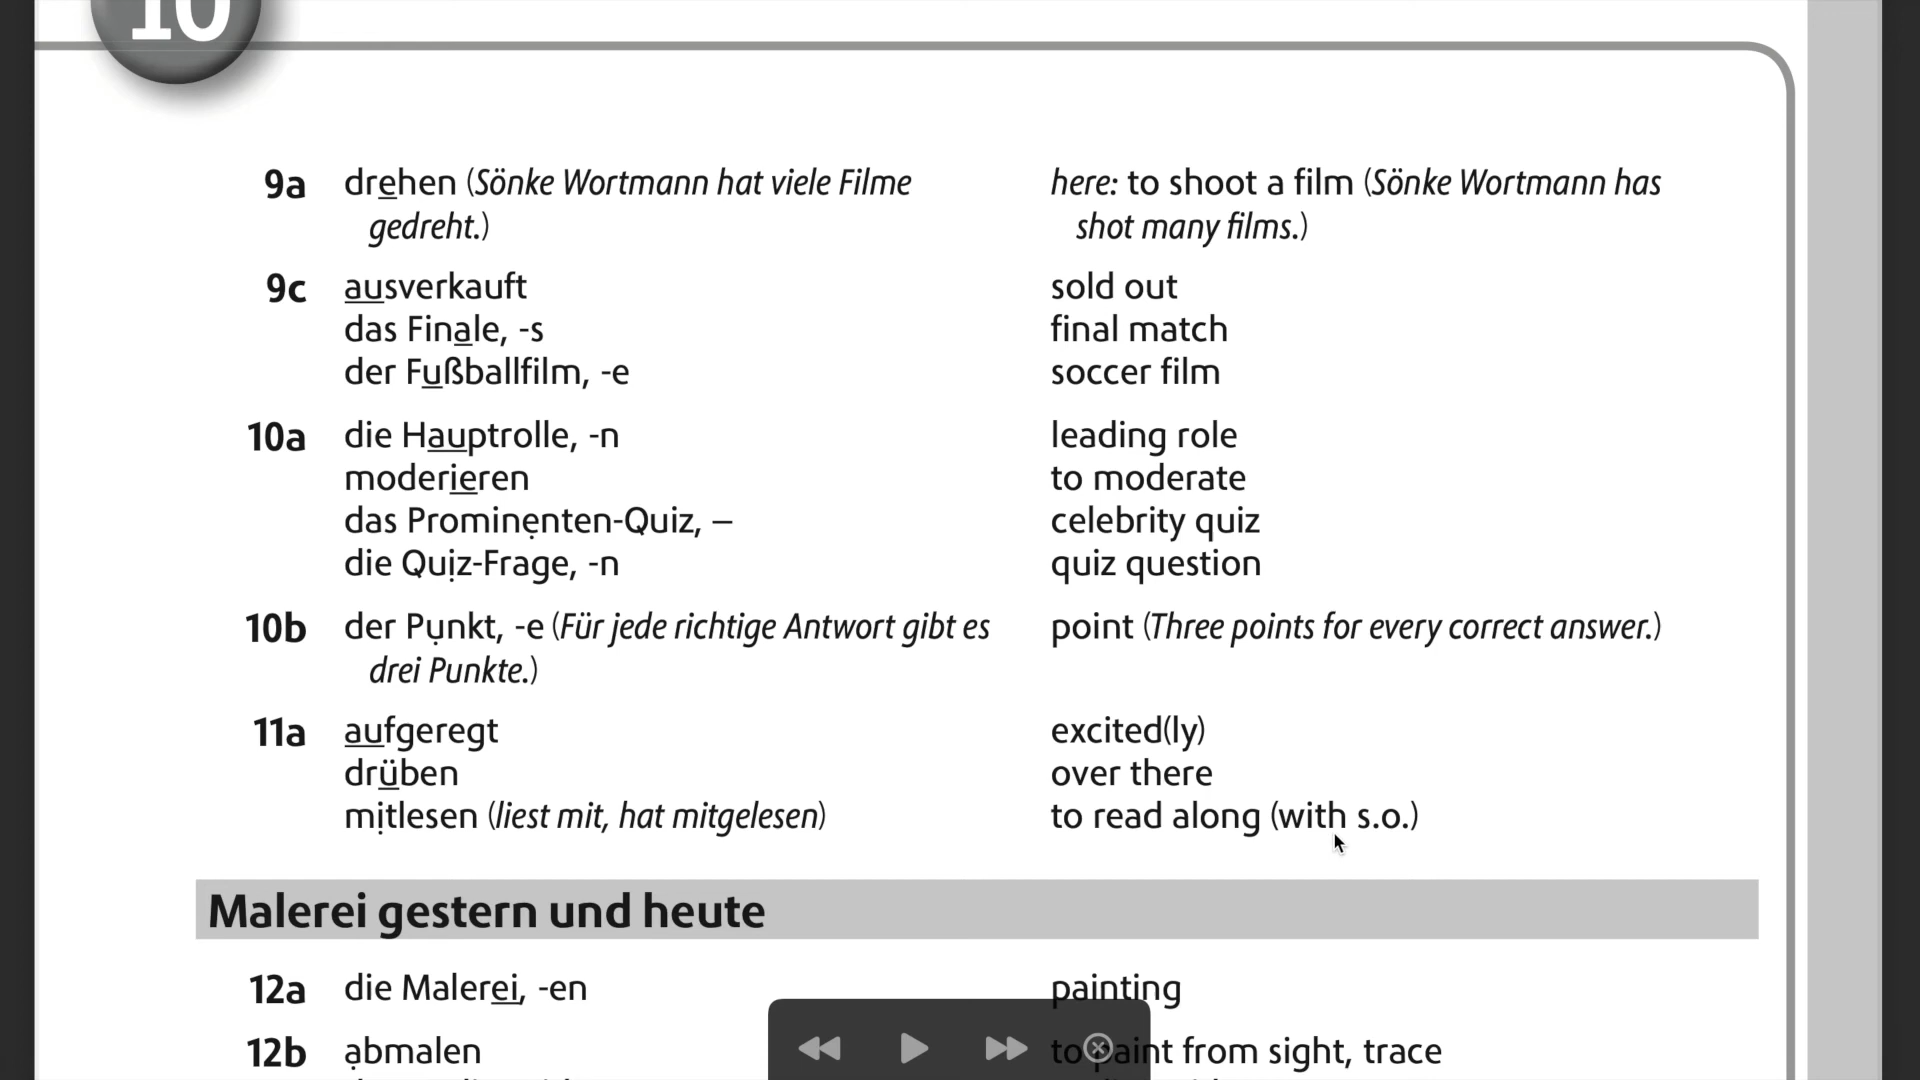 10
9a drehen (Sönke Wortmann hat viele Filme here: to shoot a film (Sönke Wortmann has
gedreht.) shot many films.)
9c ausverkauft sold out
das Finale, -s final match
der Fußballfilm, -e soccer film
10a die Hauptrolle, -n leading role
moderieren to moderate
das Prominenten-Quiz, – celebrity quiz
die Quiz-Frage, -n quiz question
10b der Punkt, -e (Für jede richtige Antwort gibt es point (Three points for every correct answer.)
drei Punkte.)
11a aufgeregt excited(ly)
drüben over there
mitlesen (liest mit, hat mitgelesen) to read along (with s.o.)
Malerei gestern und heute
12a die Malerei, -en painting
12b abmalen to paint from sight, trace